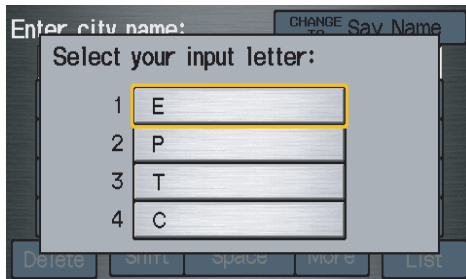 Enter city name:
CHANGE TO Say Name
Select your input letter:
1 E
2 P
3 T
4 C
Delete Shift Space More List